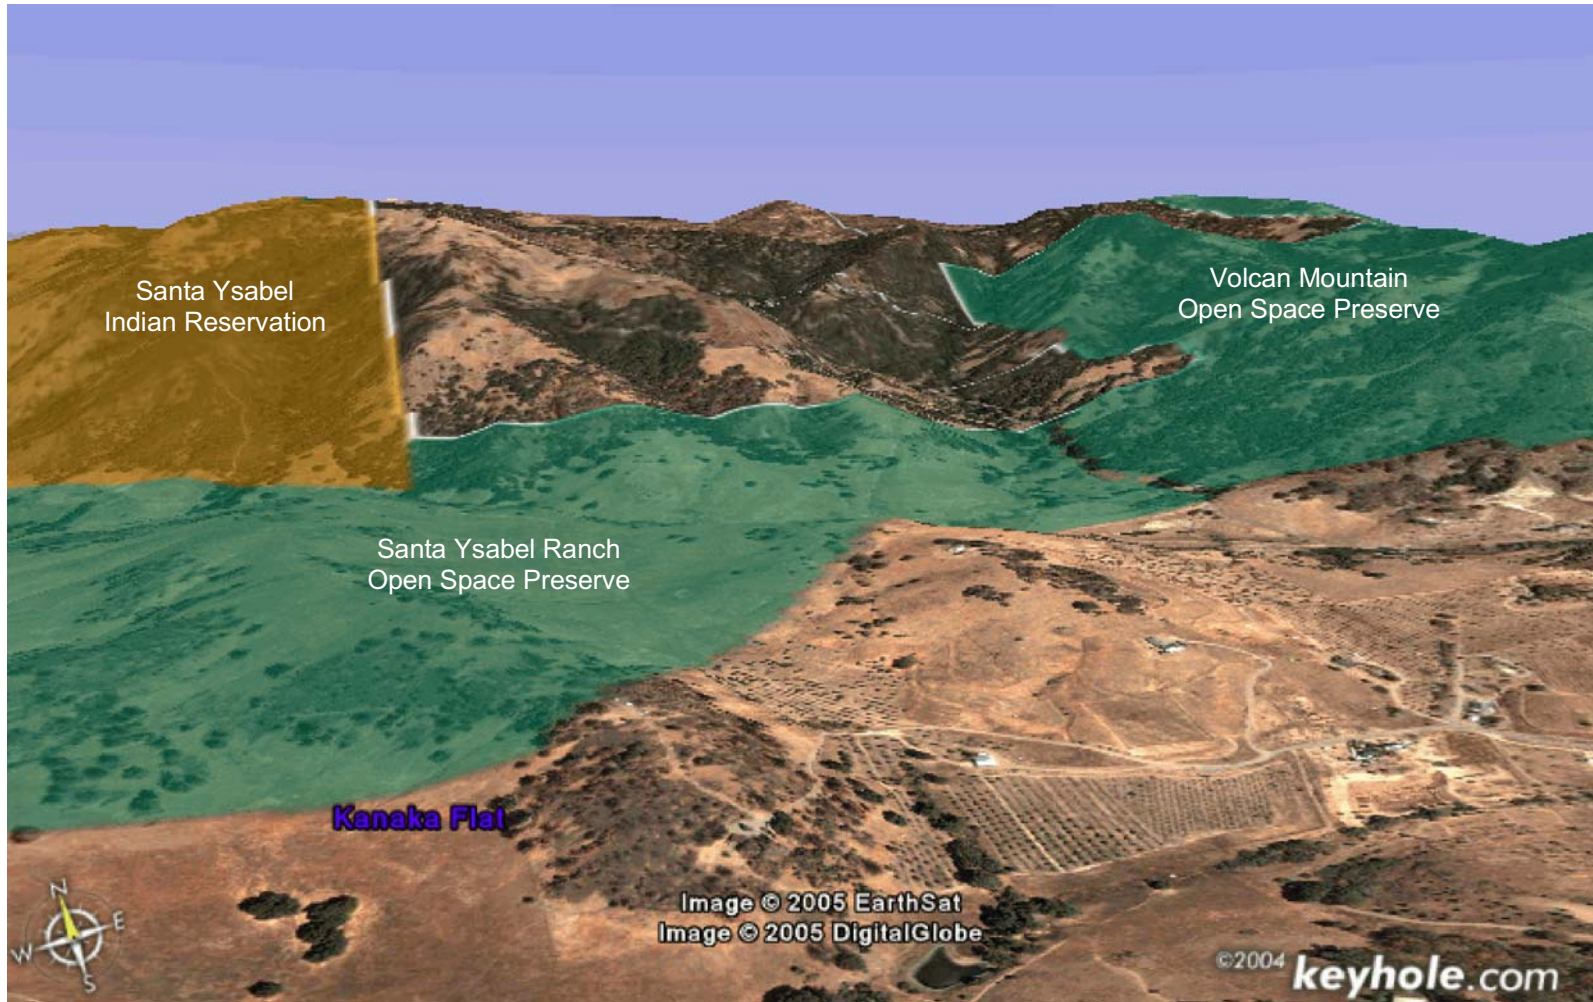 Santa Ysabel
Indian Reservation
Volcan Mountain
Open Space Preserve
Santa Ysabel Ranch
Open Space Preserve
Kanaka Flat
N
E
W
S
Image © 2005 EarthSat
Image © 2005 DigitalGlobe
©2004 keyhole.com